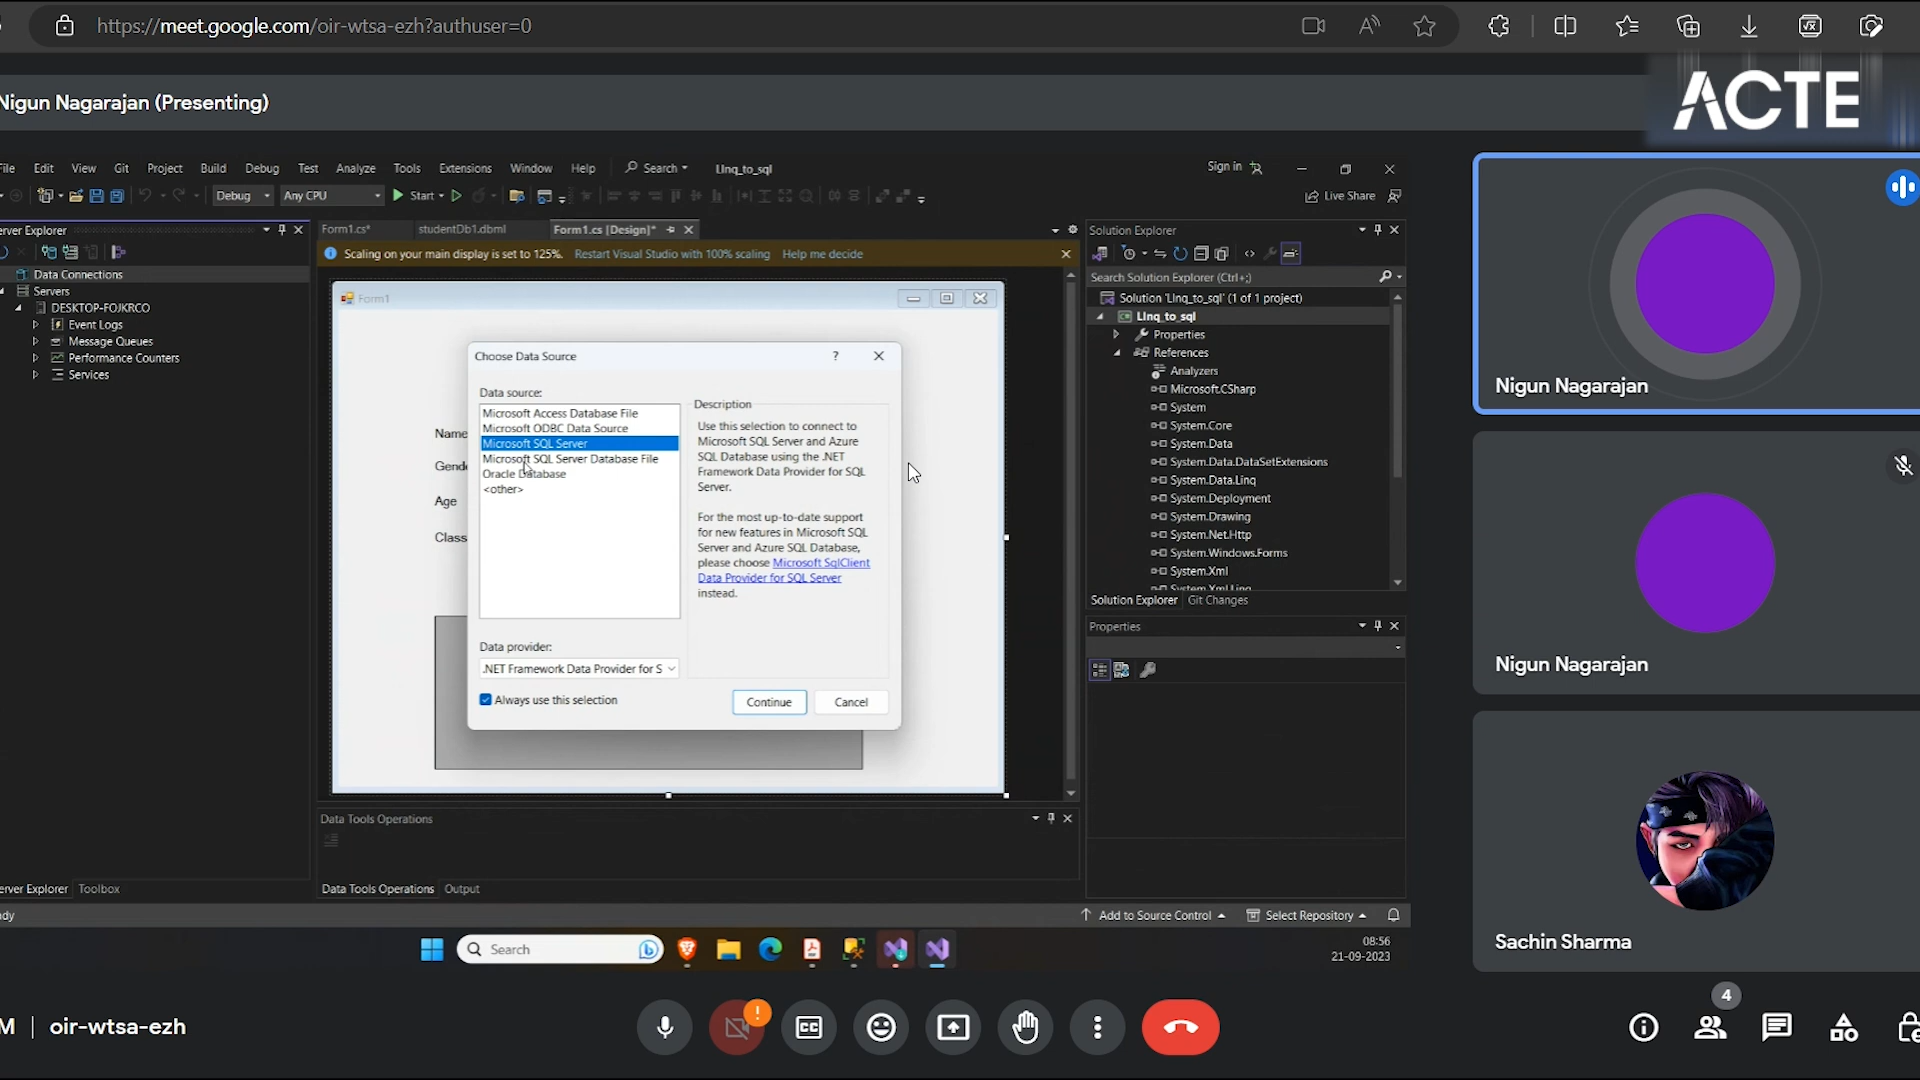 https://meet.google.com/oir-wtsa-ezh?authuser=0
Nigun Nagarajan (Presenting)
ACTE
File Edit View Git Project Build Debug Test Analyze Tools Extensions Window Help Search LInq_to_sql Sign in
Debug Any CPU Start Live Share
erver Explorer
Data Connections
Servers
DESKTOP-FOJKRCO
Event Logs
Message Queues
Performance Counters
Services
Form1.cs* studentDb1.dbml Form1.cs [Design]*
Scaling on your main display is set to 125%. Restart Visual Studio with 100% scaling Help me decide
Form1
Name
Gende
Age
Class
Choose Data Source ?
Data source:
Microsoft Access Database File
Microsoft ODBC Data Source
Microsoft SQL Server
Microsoft SQL Server Database File
Oracle Database
<other>
Description
Use this selection to connect to
Microsoft SQL Server and Azure
SQL Database using the .NET
Framework Data Provider for SQL
Server.
For the most up-to-date support
for new features in Microsoft SQL
Server and Azure SQL Database,
please choose Microsoft SqlClient
Data Provider for SQL Server
instead.
Data provider:
.NET Framework Data Provider for S
Always use this selection
Continue Cancel
Solution Explorer
Search Solution Explorer (Ctrl+;)
Solution 'LInq_to_sql' (1 of 1 project)
LInq_to_sql
Properties
References
Analyzers
Microsoft.CSharp
System
System.Core
System.Data
System.Data.DataSetExtensions
System.Data.Linq
System.Deployment
System.Drawing
System.Net.Http
System.Windows.Forms
System.Xml
System.Xml.Linq
Solution Explorer Git Changes
Properties
Data Tools Operations
erver Explorer Toolbox
Data Tools Operations Output
dy
Add to Source Control Select Repository
Search
08:56
21-09-2023
Nigun Nagarajan
Nigun Nagarajan
Sachin Sharma
M | oir-wtsa-ezh
!
CC
4